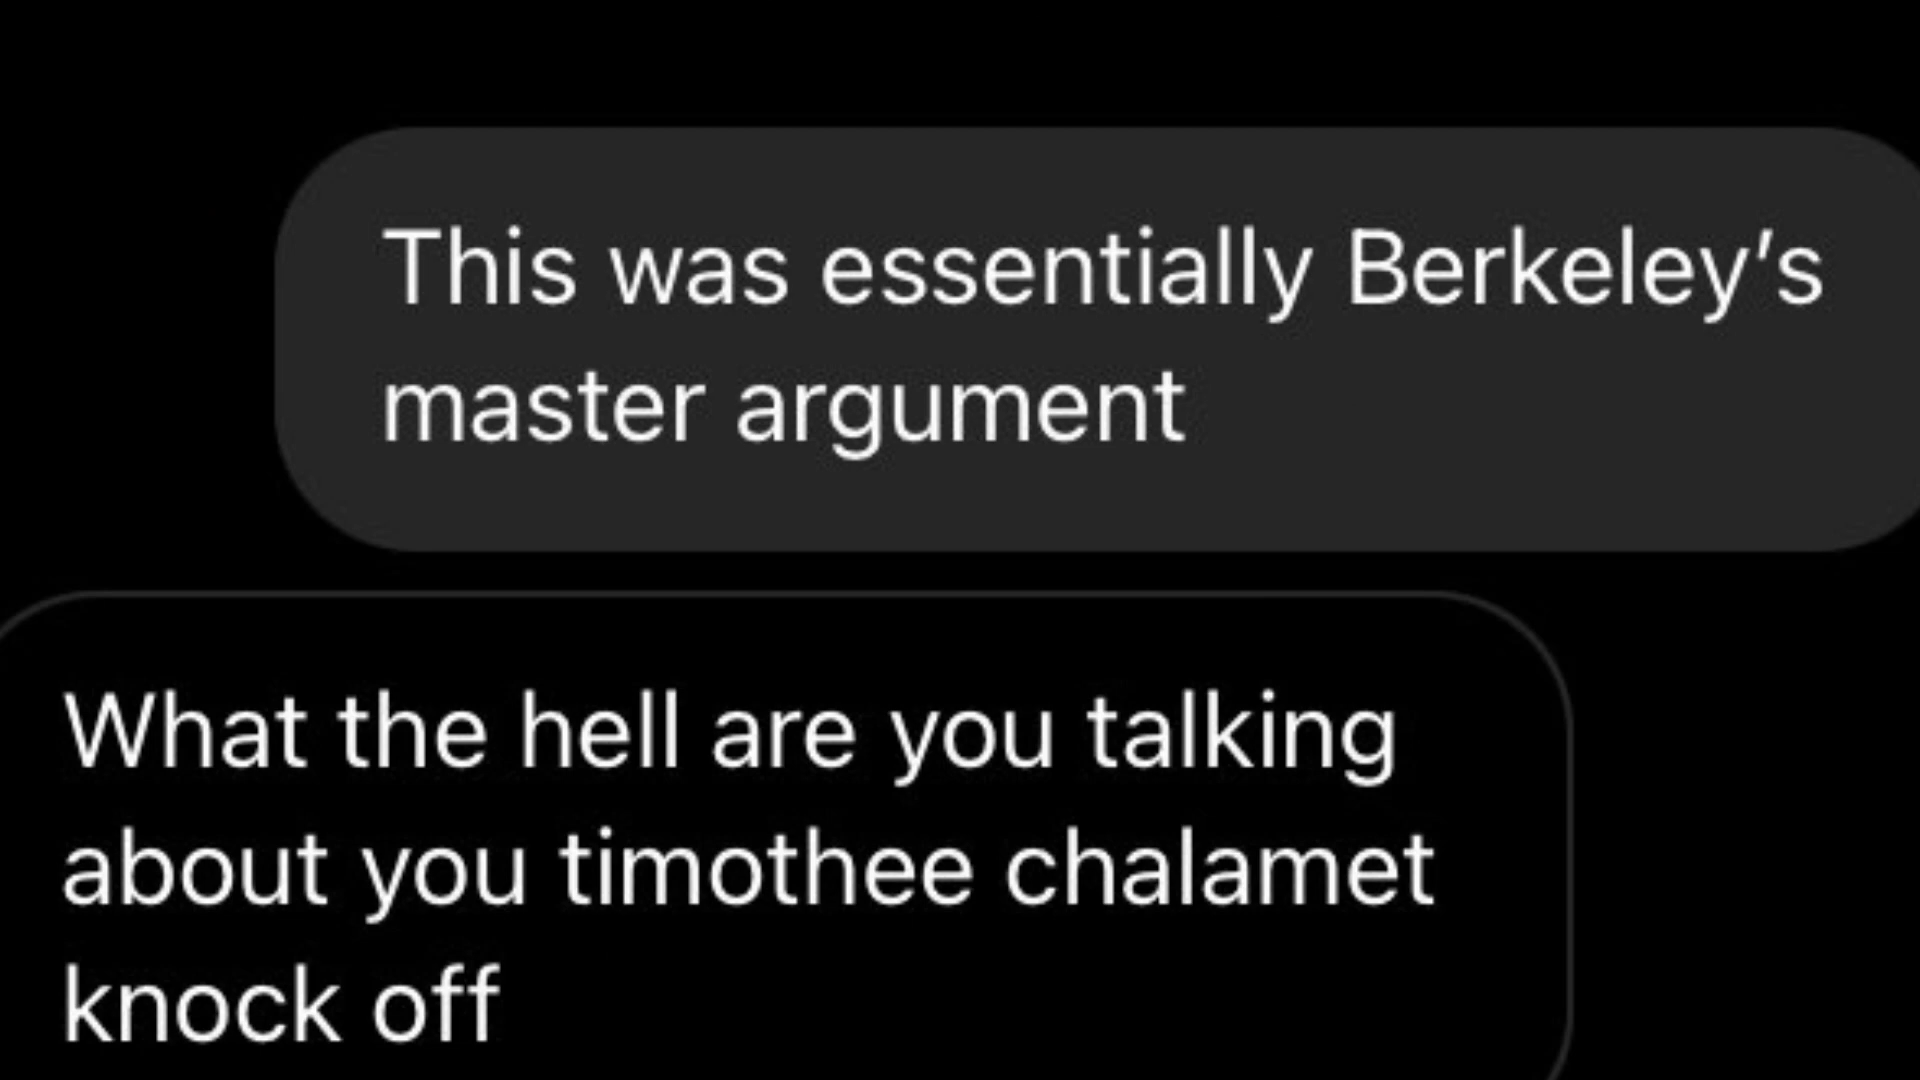 This was essentially Berkeley’s
master argument
What the hell are you talking
about you timothee chalamet
knock off